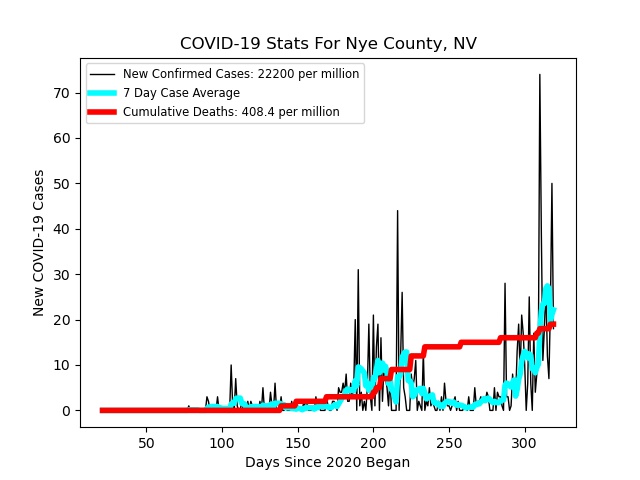 COVID-19 Stats For Nye County, NV
New Confirmed Cases: 22200 per million
7 Day Case Average
Cumulative Deaths: 408.4 per million
New COVID-19 Cases
70
60
50
40
30
20
10
0
50 100 150 200 250 300
Days Since 2020 Began